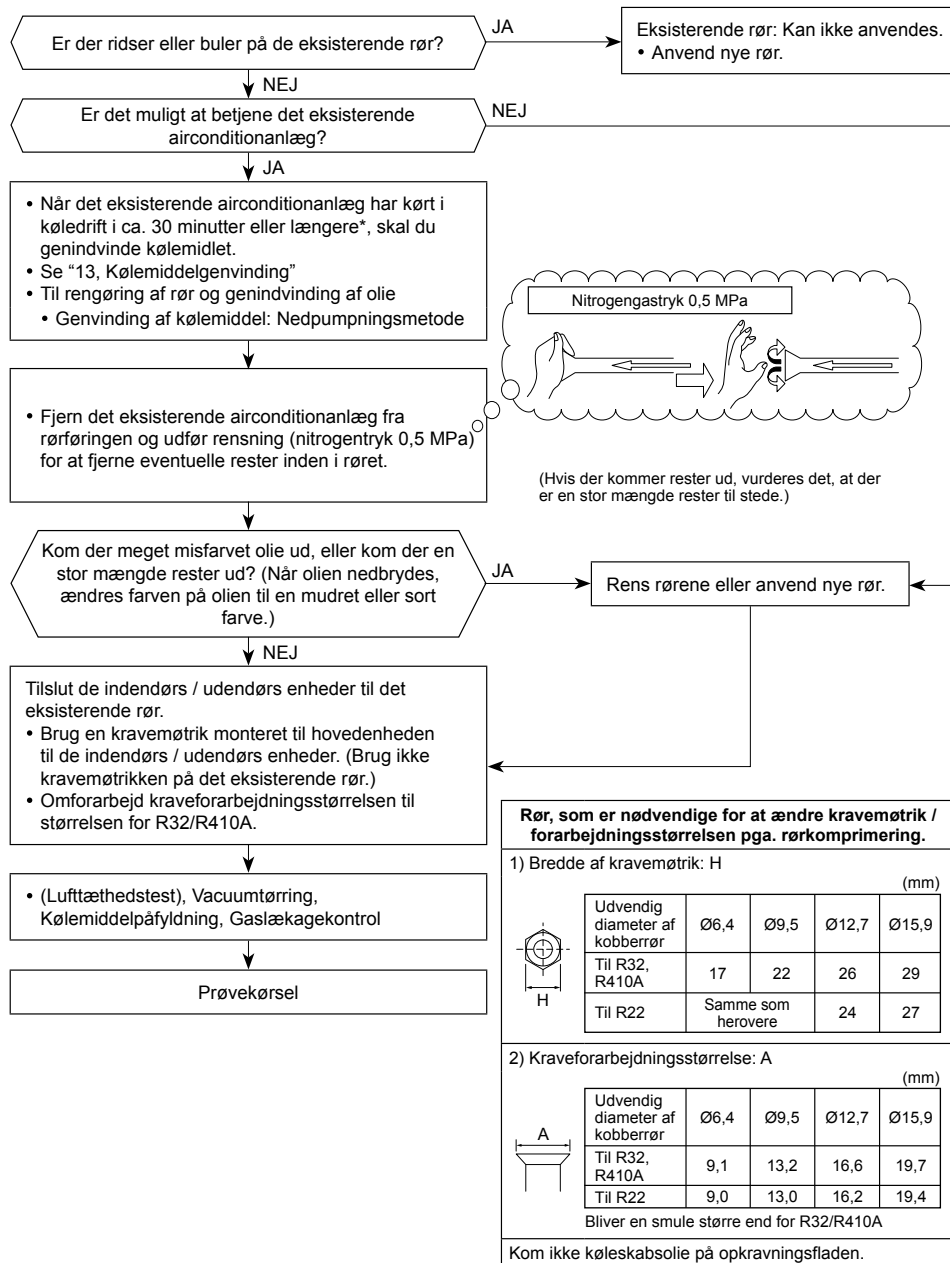 Er der ridser eller buler på de eksisterende rør?
JA
Eksisterende rør: Kan ikke anvendes.
• Anvend nye rør.
NEJ
Er det muligt at betjene det eksisterende
airconditionanlæg?
NEJ
JA
• Når det eksisterende airconditionanlæg har kørt i
køledrift i ca. 30 minutter eller længere*, skal du
genindvinde kølemidlet.
• Se “13, Kølemiddelgenvinding”
• Til rengøring af rør og genindvinding af olie
• Genvinding af kølemiddel: Nedpumpningsmetode
Nitrogengastryk 0,5 MPa
• Fjern det eksisterende airconditionanlæg fra
rørføringen og udfør rensning (nitrogentryk 0,5 MPa)
for at fjerne eventuelle rester inden i røret.
(Hvis der kommer rester ud, vurderes det, at der
er en stor mængde rester til stede.)
Kom der meget misfarvet olie ud, eller kom der en
stor mængde rester ud? (Når olien nedbrydes,
ændres farven på olien til en mudret eller sort
farve.)
JA
Rens rørene eller anvend nye rør.
NEJ
Tilslut de indendørs / udendørs enheder til det
eksisterende rør.
• Brug en kravemøtrik monteret til hovedenheden
til de indendørs / udendørs enheder. (Brug ikke
kravemøtrikken på det eksisterende rør.)
• Omforarbejd kraveforarbejdningsstørrelsen til
størrelsen for R32/R410A.
• (Lufttæthedstest), Vacuumtørring,
Kølemiddelpåfyldning, Gaslækagekontrol
Prøvekørsel
Rør, som er nødvendige for at ændre kravemøtrik /
forarbejdningsstørrelsen pga. rørkomprimering.
1) Bredde af kravemøtrik: H
(mm)
H
Udvendig
diameter af
kobberrør
Ø6,4 Ø9,5 Ø12,7 Ø15,9
Til R32,
R410A
17 22 26 29
Til R22
Samme som
herovere
24 27
2) Kraveforarbejdningsstørrelse: A
(mm)
A
Udvendig
diameter af
kobberrør
Ø6,4 Ø9,5 Ø12,7 Ø15,9
Til R32,
R410A
9,1 13,2 16,6 19,7
Til R22 9,0 13,0 16,2 19,4
Bliver en smule større end for R32/R410A
Kom ikke køleskabsolie på opkravningsfladen.